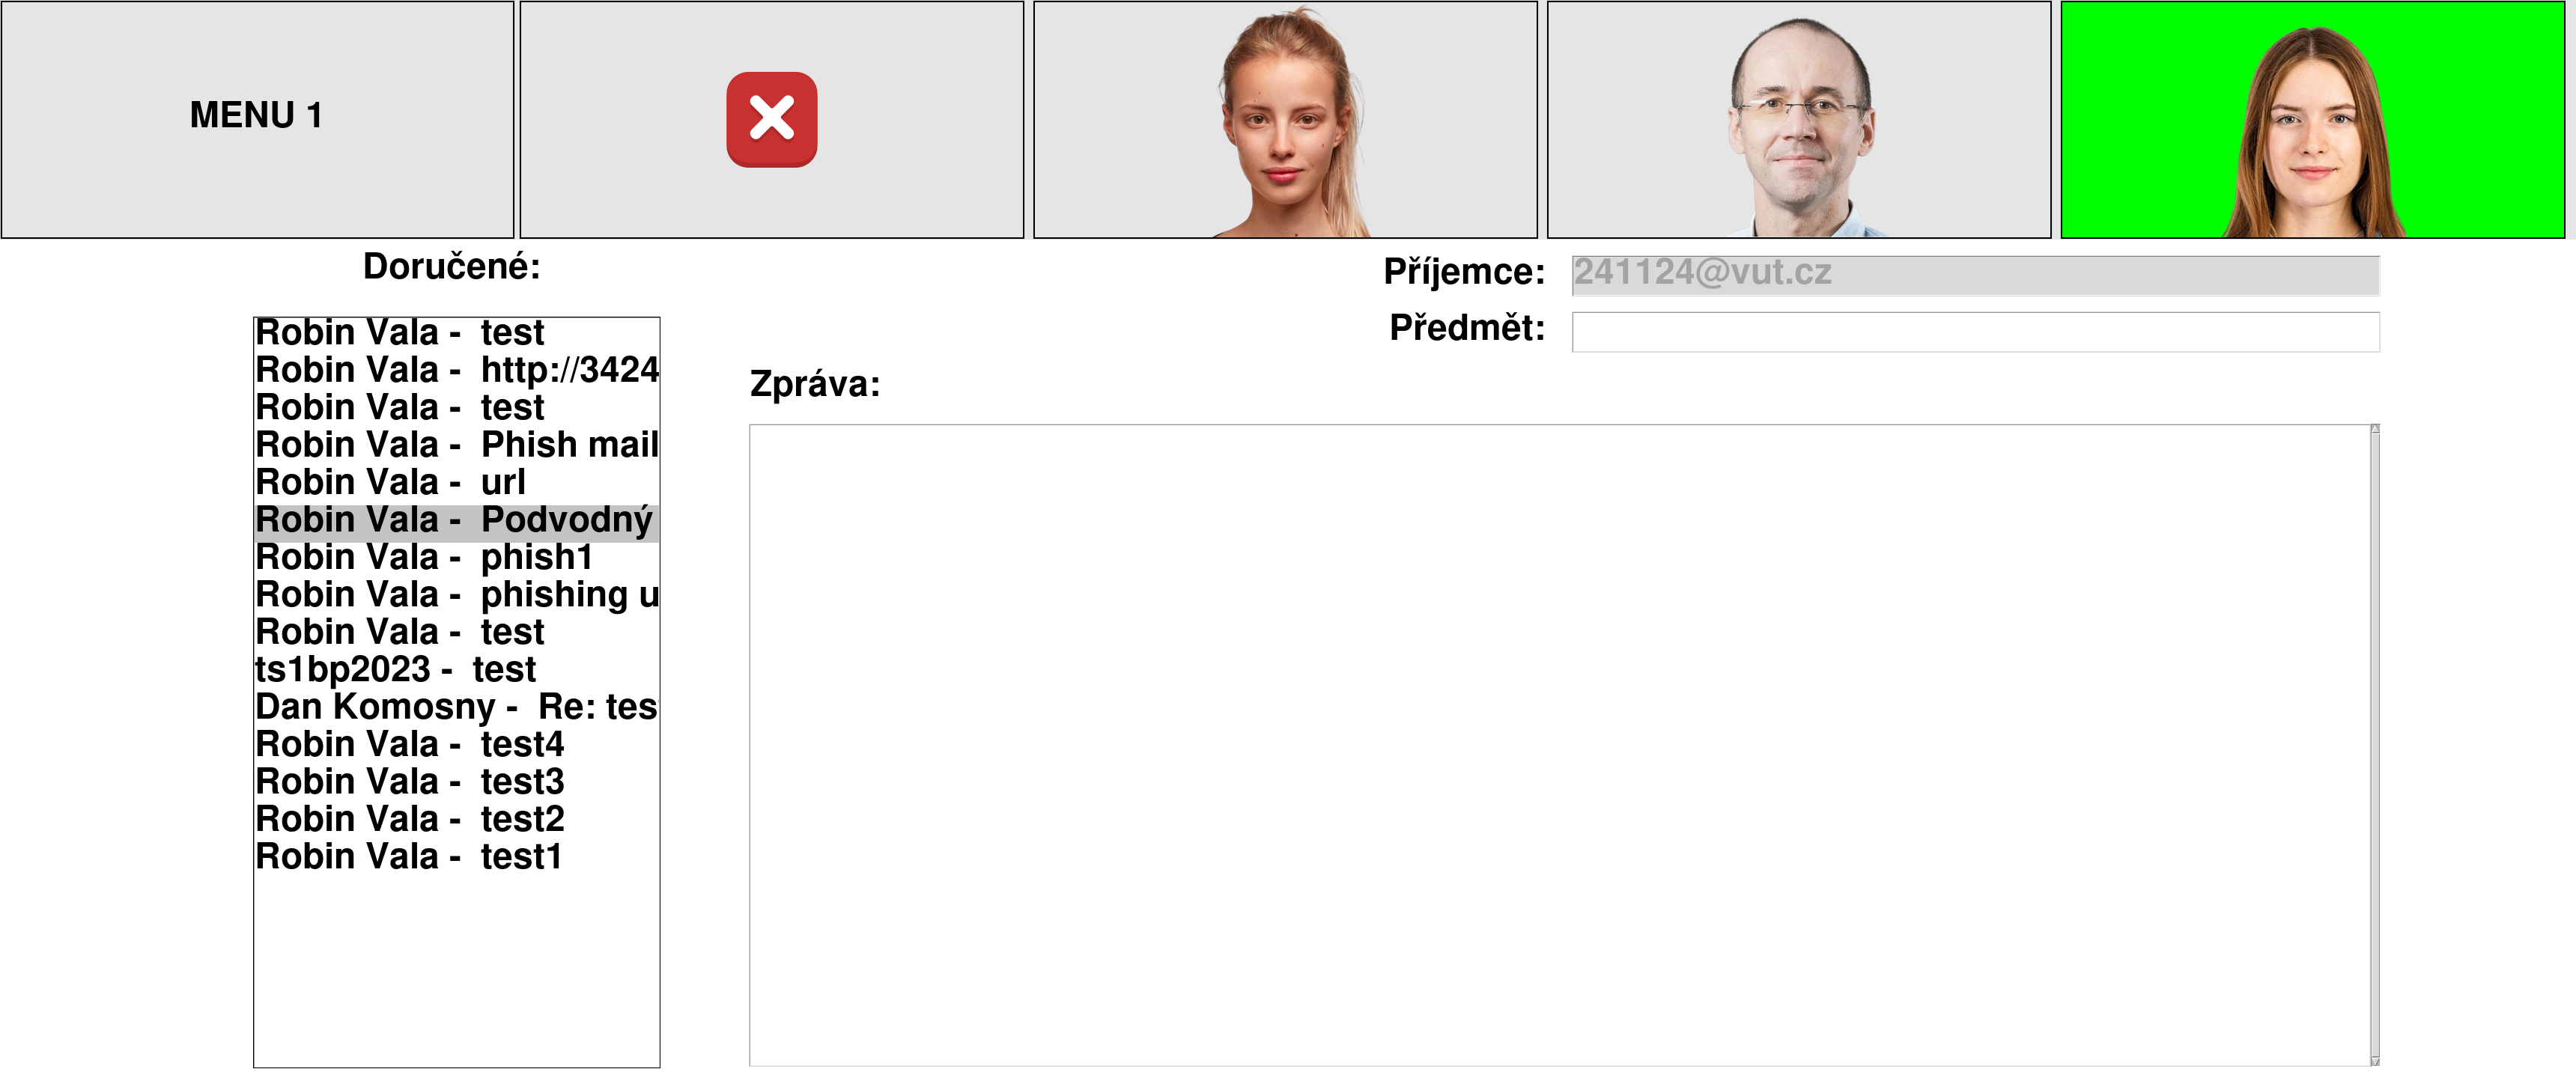 MENU 1
Doručené:
Příjemce: 241124@vut.cz
Předmět:
Zpráva:
Robin Vala - test
Robin Vala - http://3424
Robin Vala - test
Robin Vala - Phish mail
Robin Vala - url
Robin Vala - Podvodný
Robin Vala - phish1
Robin Vala - phishing u
Robin Vala - test
ts1bp2023 - test
Dan Komosny - Re: tes
Robin Vala - test4
Robin Vala - test3
Robin Vala - test2
Robin Vala - test1